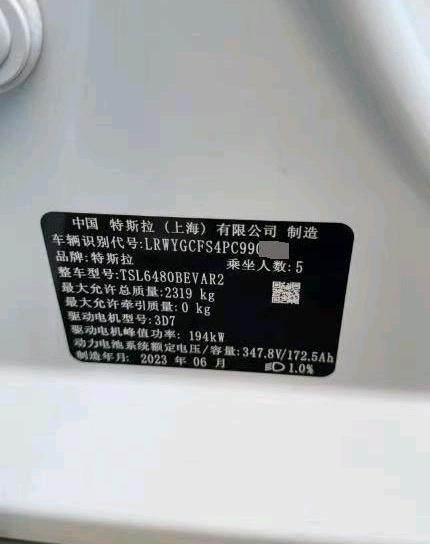 中国 特斯拉（上海）有限公司 制造
车辆识别代号:LRWYGCFS4PC99
品牌:特斯拉 乘坐人数:5
整车型号:TSL6480BEVAR2
最大允许总质量:2319 kg
最大允许牵引质量:0 kg
驱动电机型号:3D7
驱动电机峰值功率: 194kW
动力电池系统额定电压/容量:347.8V/172.5Ah
制造年月: 2023 年 06 月 1.0%